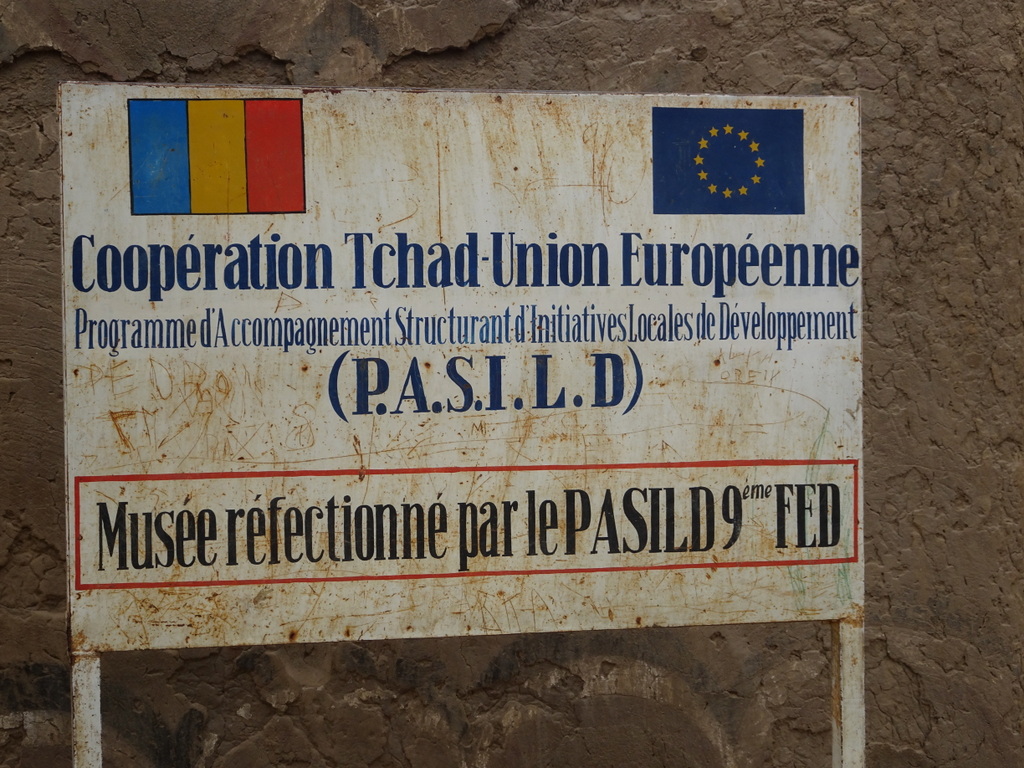 Coopération Tchad-Union Européenne
Programme d'Accompagnement Structurant d'Initiatives Locales de Développement
(P.A.S.I.L.D)
Musée réfectionné par le PASILD 9ème FED